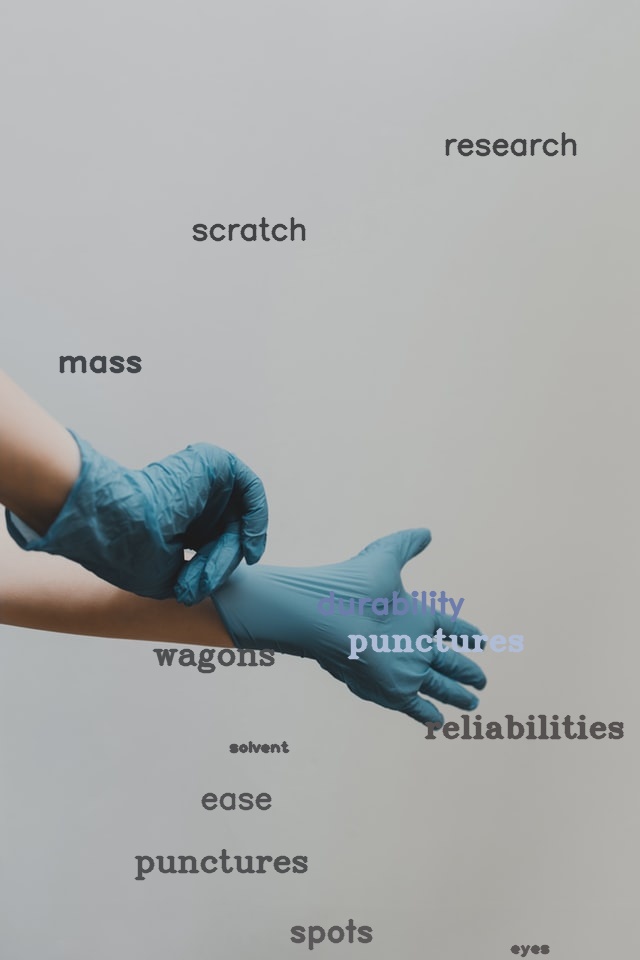 research
scratch
mass
durability
punctures
wagons
reliabilities
solvent
ease
punctures
spots
eyes